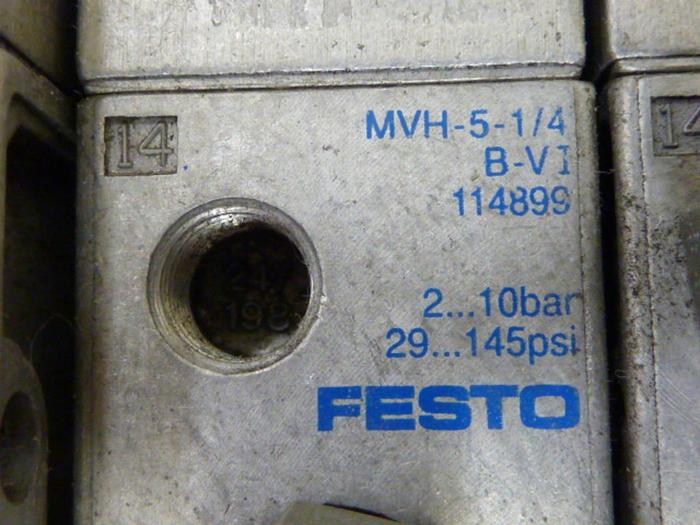 14
MVH-5-1/4
B-VI
114899
2...10bar
29...145psi
FESTO